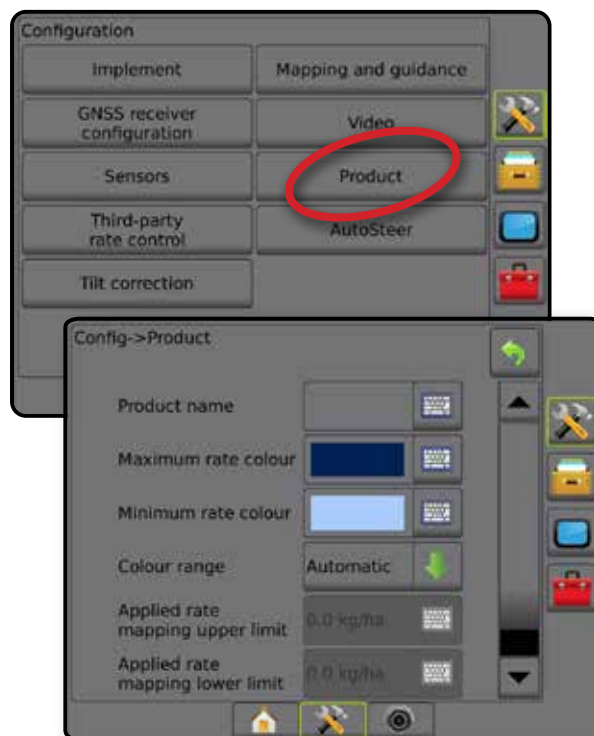 Configuration
Implement
Mapping and guidance
GNSS receiver
configuration
Video
Sensors
Product
Third-party
rate control
AutoSteer
Tilt correction
Config->Product
Product name
Maximum rate colour
Minimum rate colour
Colour range
Automatic
Applied rate
mapping upper limit
0.0 kg/ha
Applied rate
mapping lower limit
0.0 kg/ha